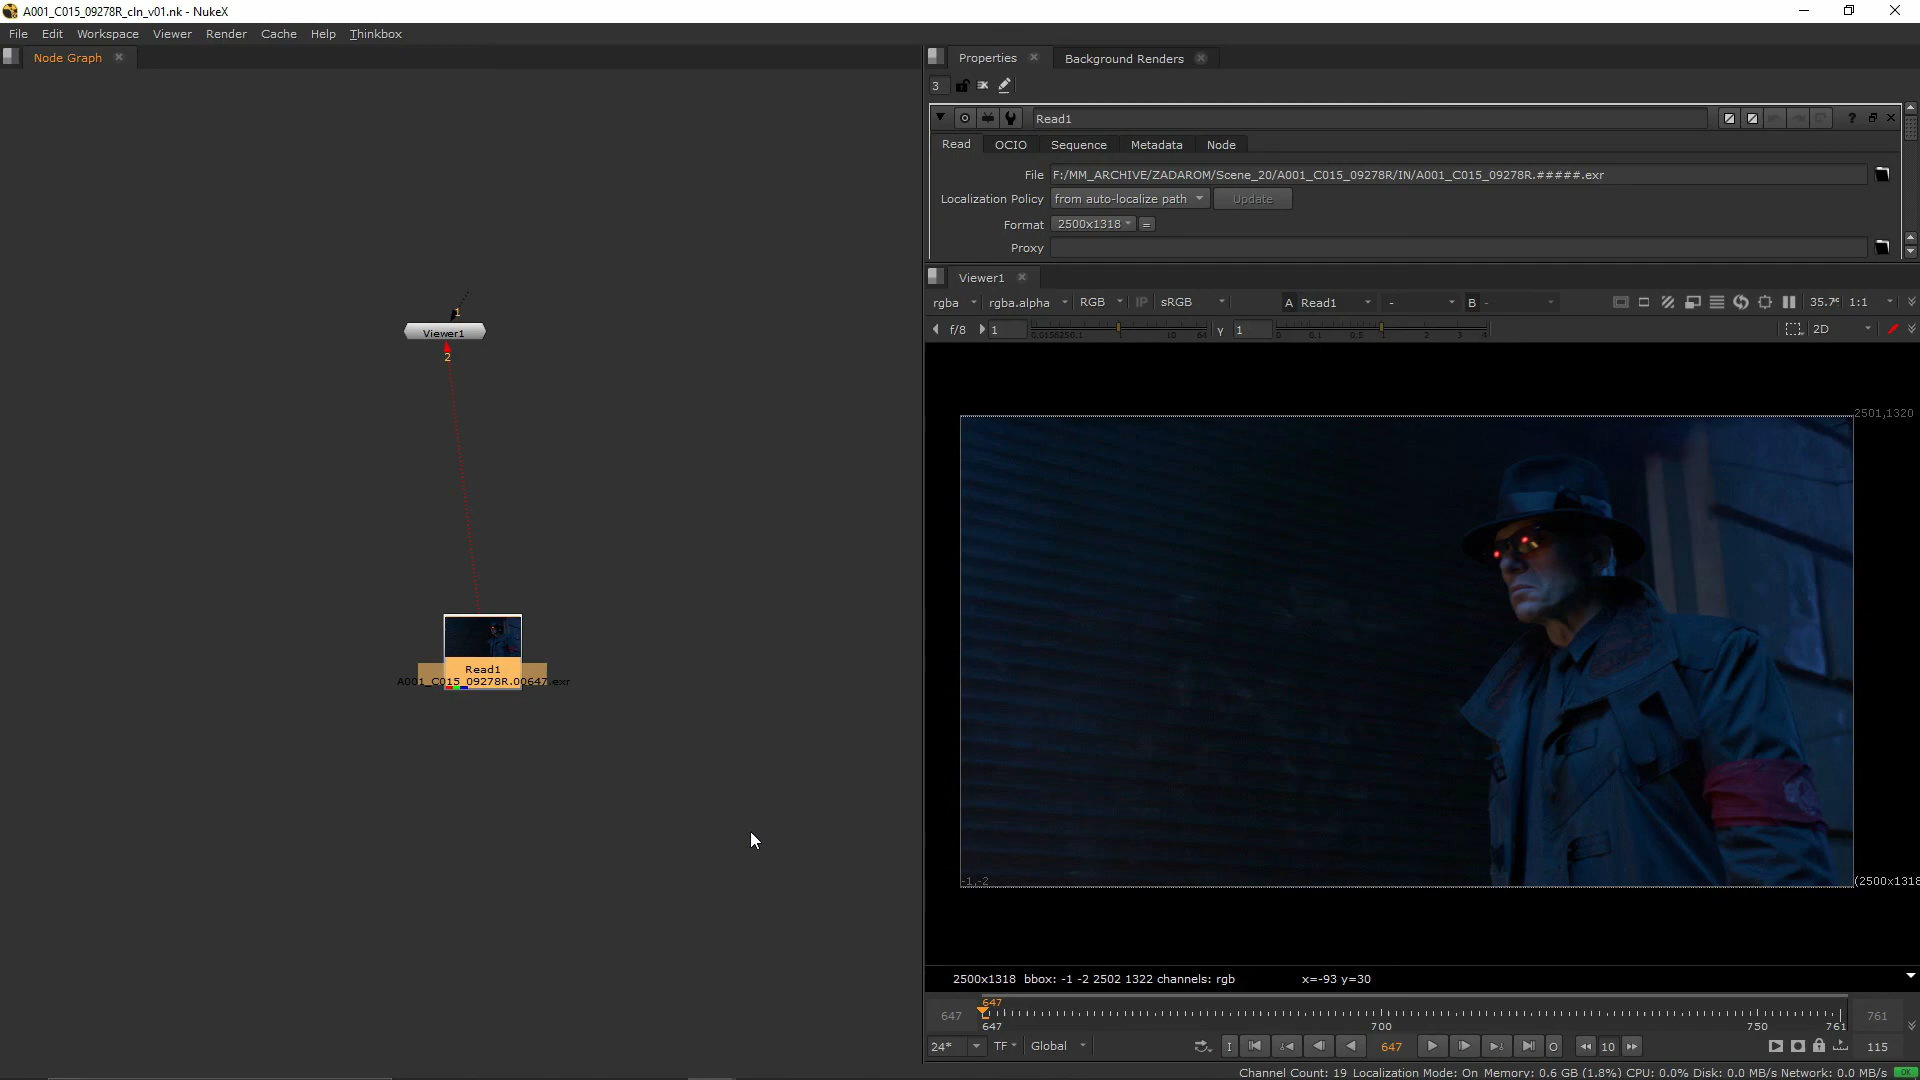 A001_C015_09278R_cln_v01.nk - NukeX
File Edit Workspace Viewer Render Cache Help Thinkbox
Node Graph
Properties Background Renders
3
Read1
Read OCIO Sequence Metadata Node
File F:/MM_ARCHIVE/ZADAROM/Scene_20/A001_C015_09278R/IN/A001_C015_09278R.#####.exr
Localization Policy from auto-localize path Update
Format 2500x1318 =
Proxy
Viewer1
rgba rgba.alpha RGB IP sRGB A Read1 - B - 35.7% 1:1
f/8 1 Y 1 2D
2501,1320
1
Viewer1
2
Read1
A001_C015_09278R.00647.exr
-1,-2
(2500x1318
2500x1318 bbox: -1 -2 2502 1322 channels: rgb x=-93 y=30
647 647 761
647 700 750 761
24* TF Global I 647 O 10 115
Channel Count: 19 Localization Mode: On Memory: 0.6 GB (1.8%) CPU: 0.0% Disk: 0.0 MB/s Network: 0.0 MB/s OK